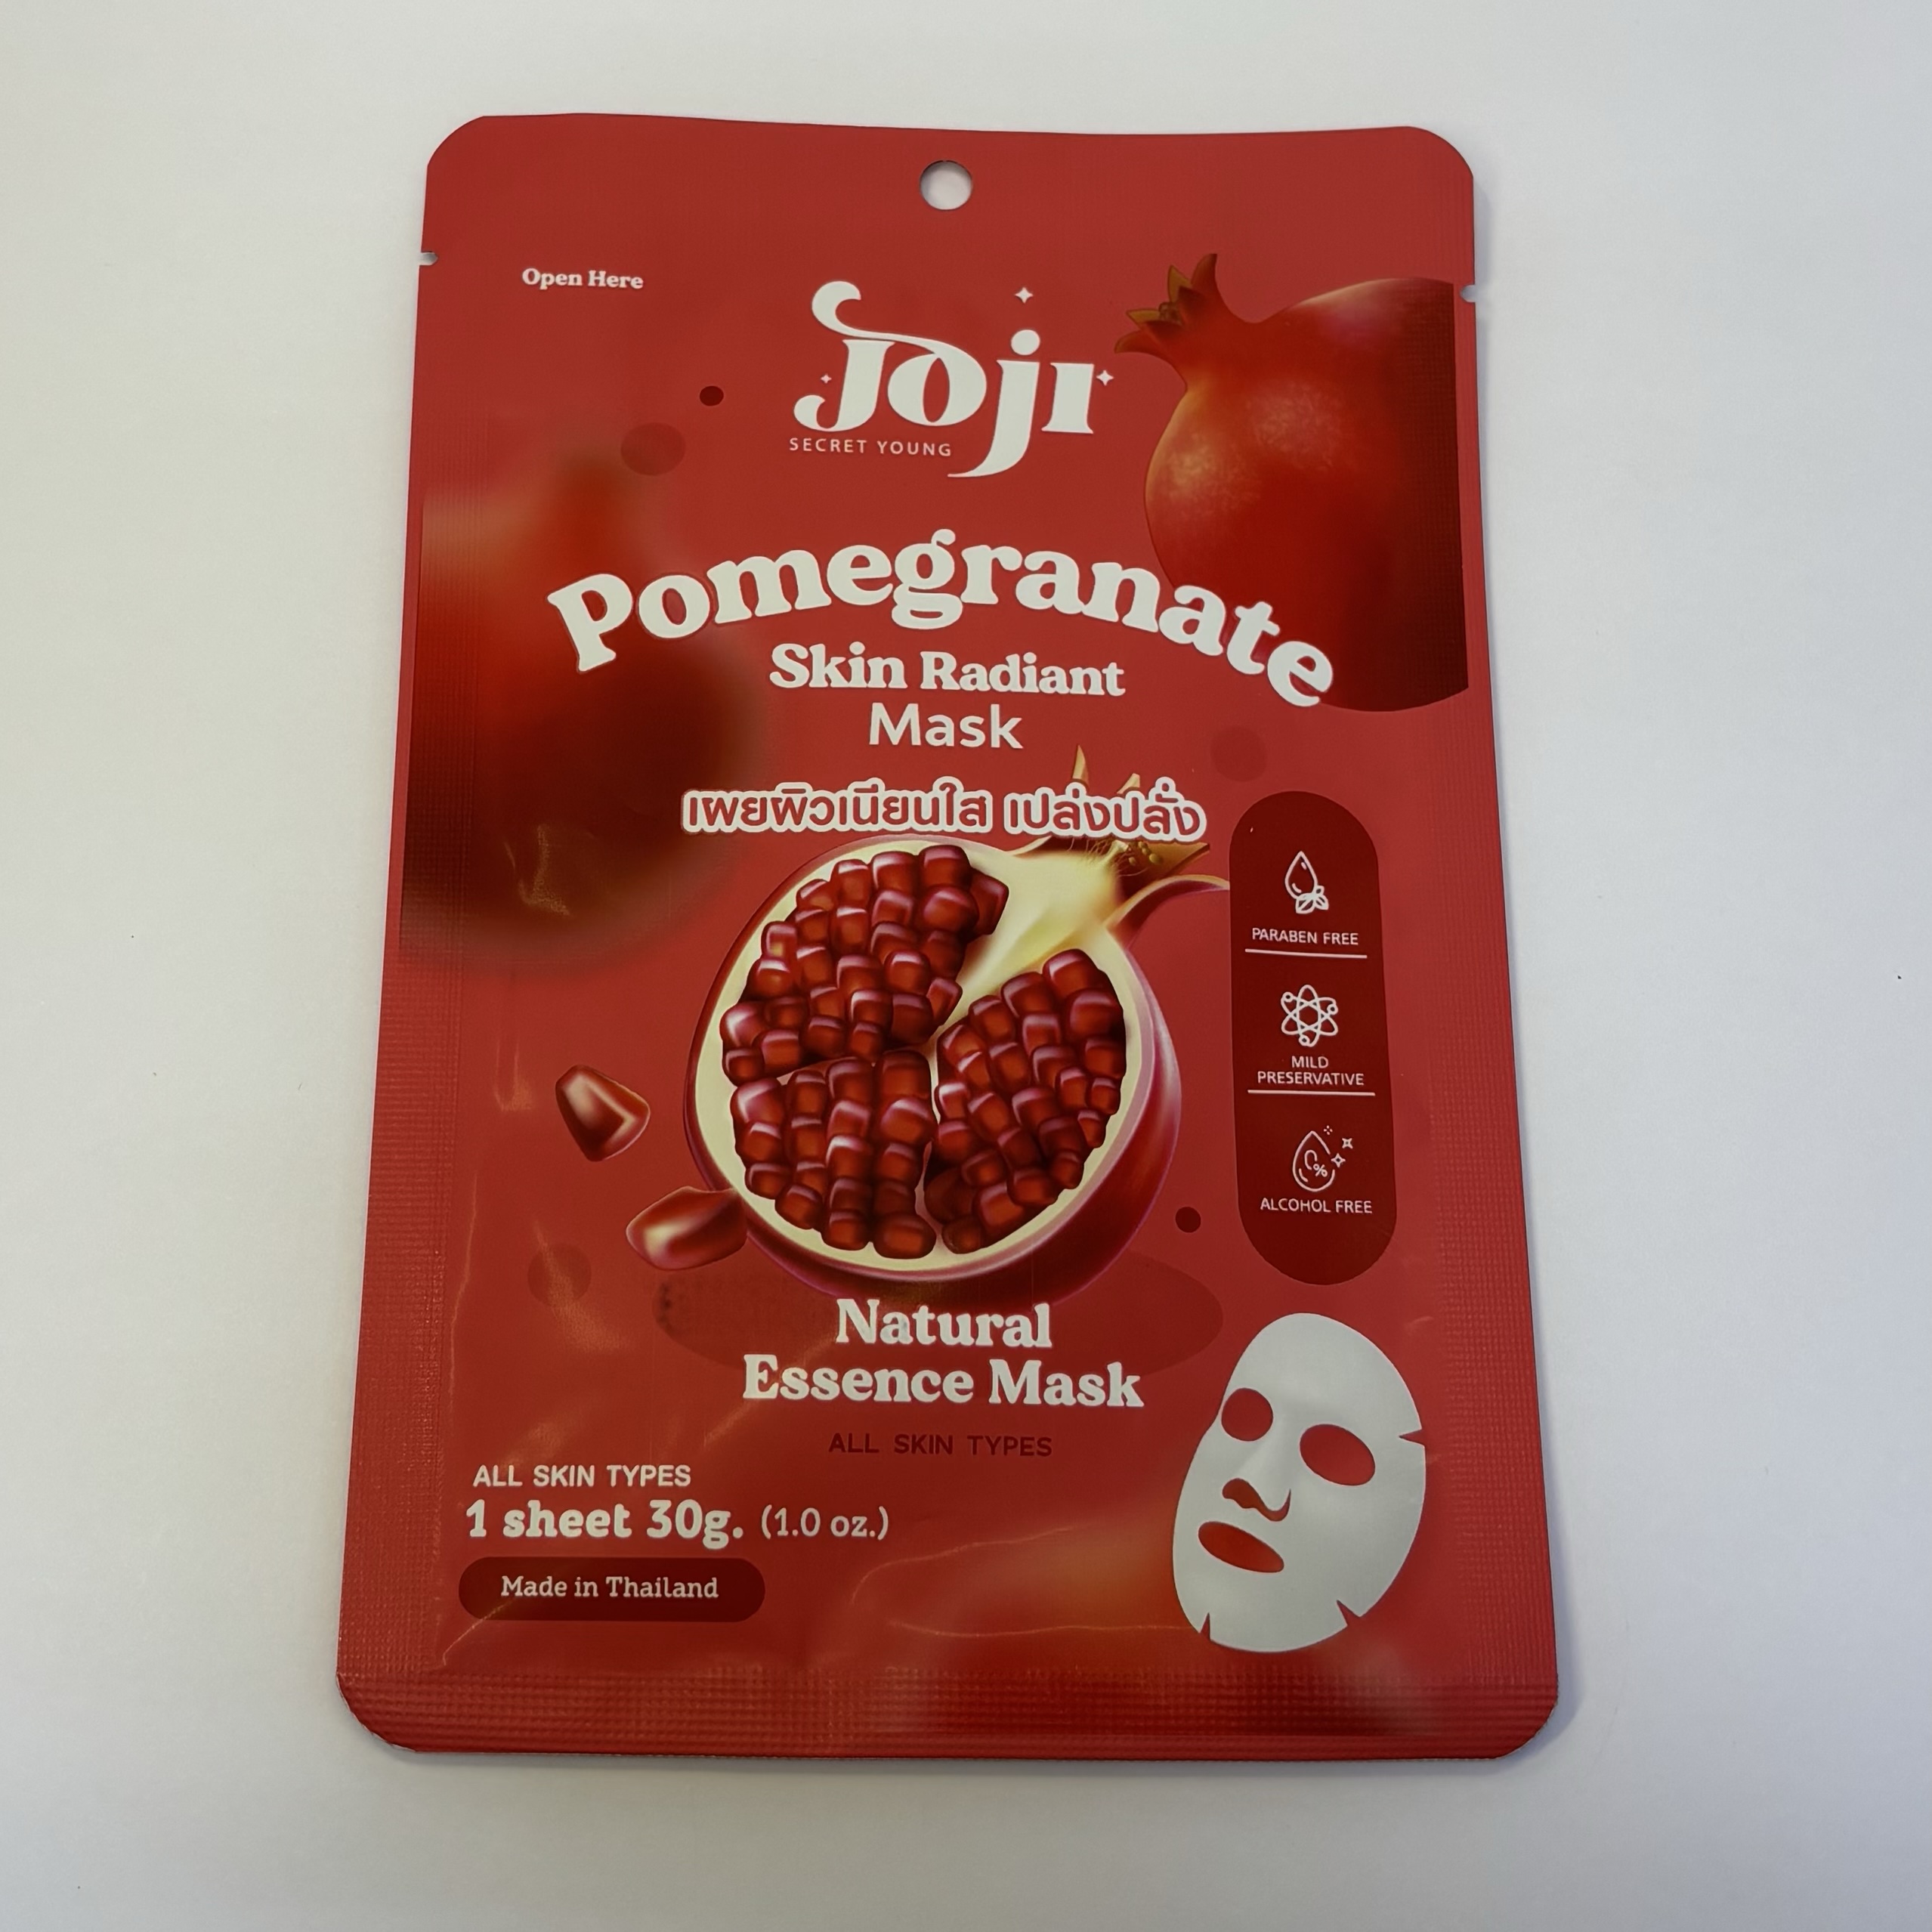 Open Here
Joji
SECRET YOUNG
Pomegranate
Skin Radiant
Mask
เผยผิวเนียนใส เปล่งปลั่ง
PARABEN FREE
MILD
PRESERVATIVE
0%
ALCOHOL FREE
Natural
Essence Mask
ALL SKIN TYPES
ALL SKIN TYPES
1 sheet 30g. (1.0 oz.)
Made in Thailand